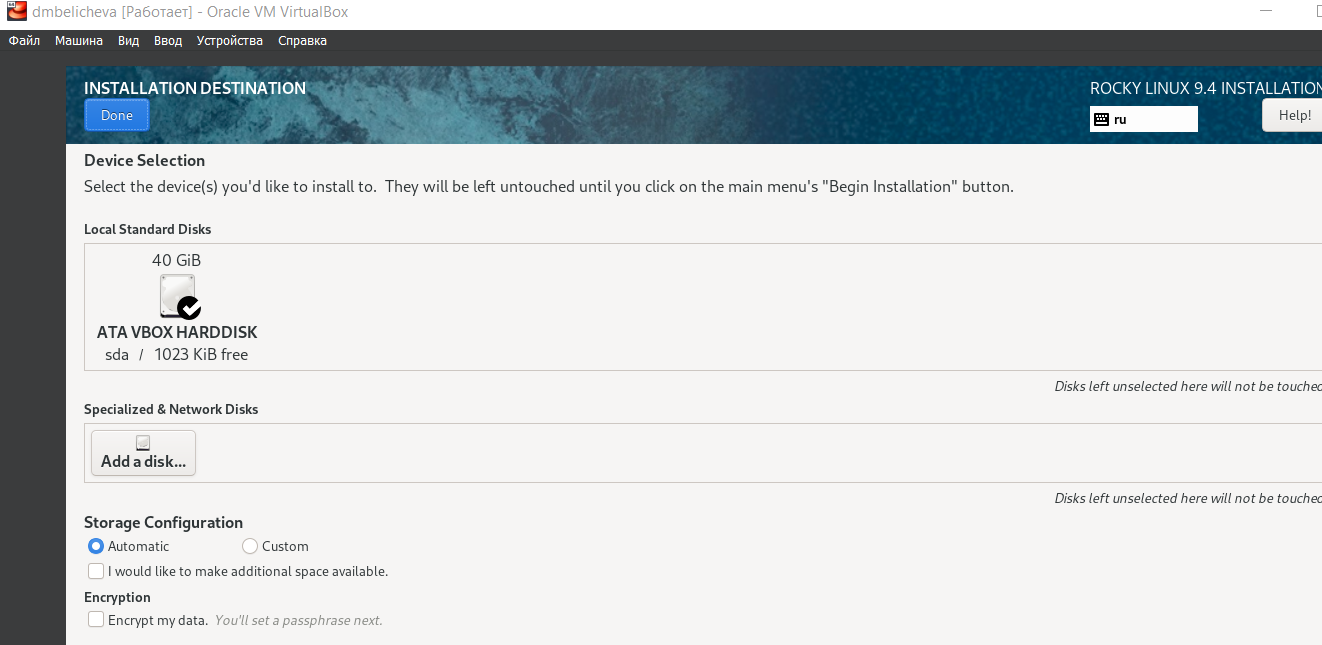 dmbelicheva [Работает] - Oracle VM VirtualBox
Файл Машина Вид Ввод Устройства Справка
INSTALLATION DESTINATION
ROCKY LINUX 9.4 INSTALLATION
Done
ru
Help!
Device Selection
Select the device(s) you'd like to install to. They will be left untouched until you click on the main menu's "Begin Installation" button.
Local Standard Disks
40 GiB
ATA VBOX HARDDISK
sda / 1023 KiB free
Disks left unselected here will not be touched
Specialized & Network Disks
Add a disk...
Disks left unselected here will not be touched
Storage Configuration
Automatic Custom
I would like to make additional space available.
Encryption
Encrypt my data. You'll set a passphrase next.